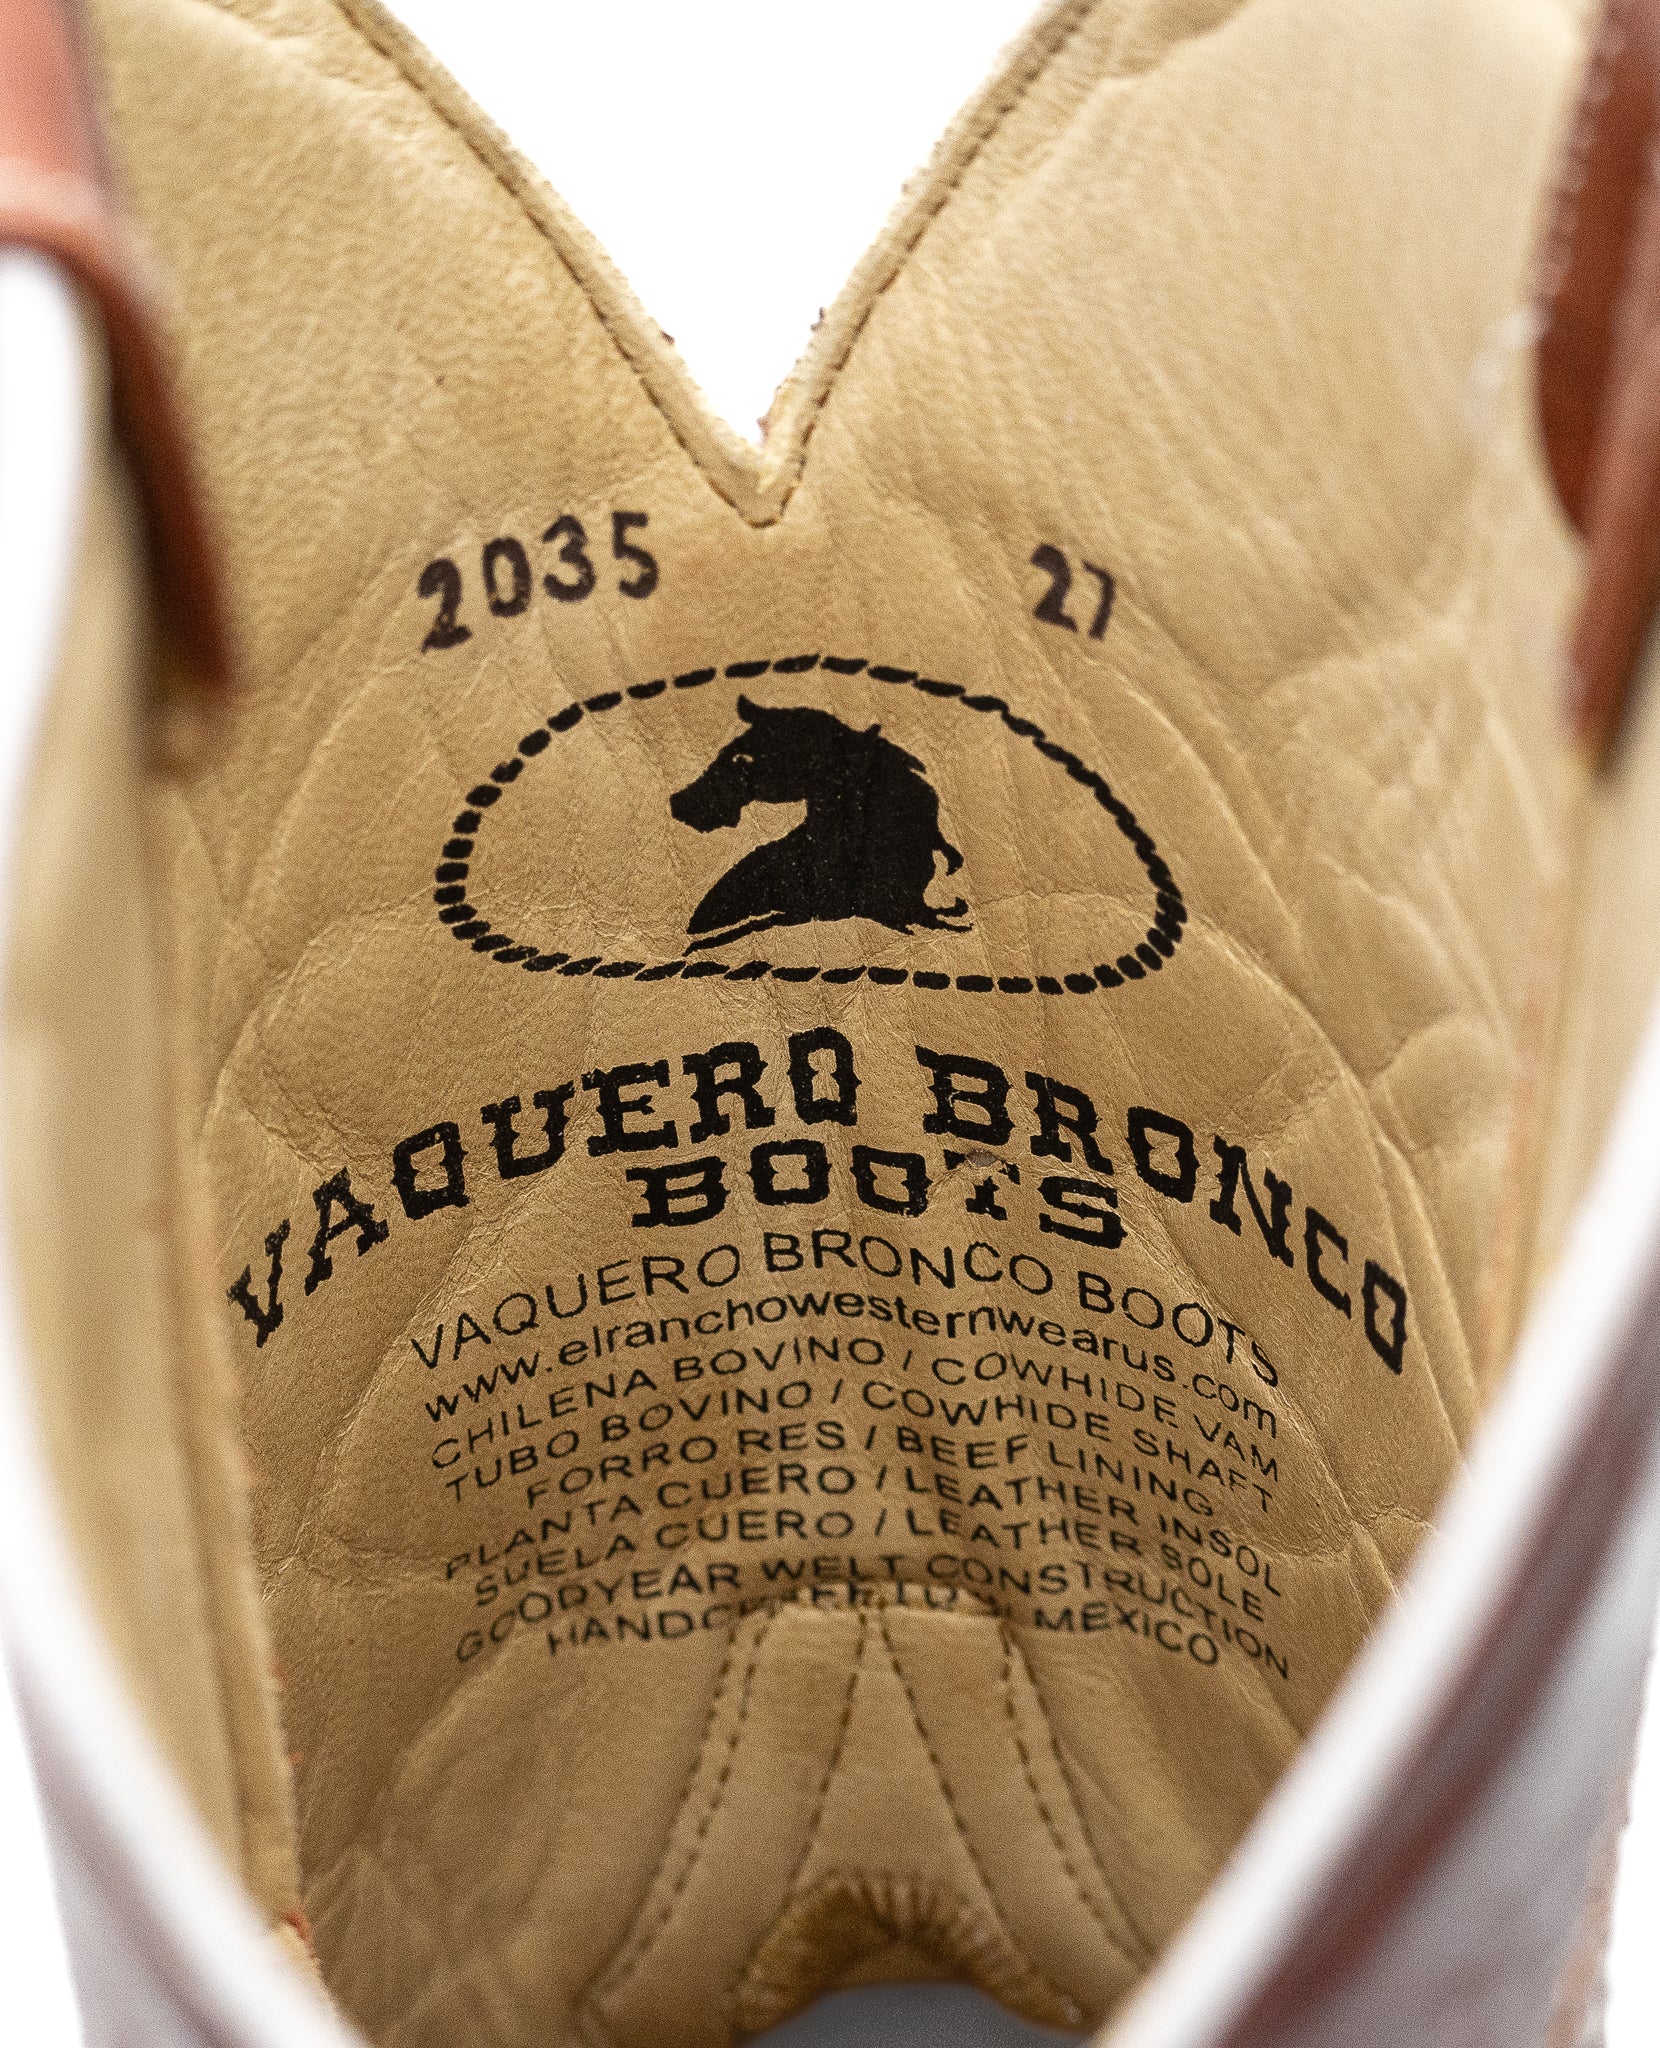 2035 27
VAQUERO BRONCO
BOOTS
VAQUERO BRONCO BOOTS
www.elranchowesternwearus.com
CHILENA BOVINO / COWHIDE VAM
TUBO BOVINO / COWHIDE SHAFT
FORRO RES / BEEF LINING
PLANTA CUERO / LEATHER INSOL
SUELA CUERO / LEATHER SOLE
GOODYEAR WELT CONSTRUCTION
MEXICO